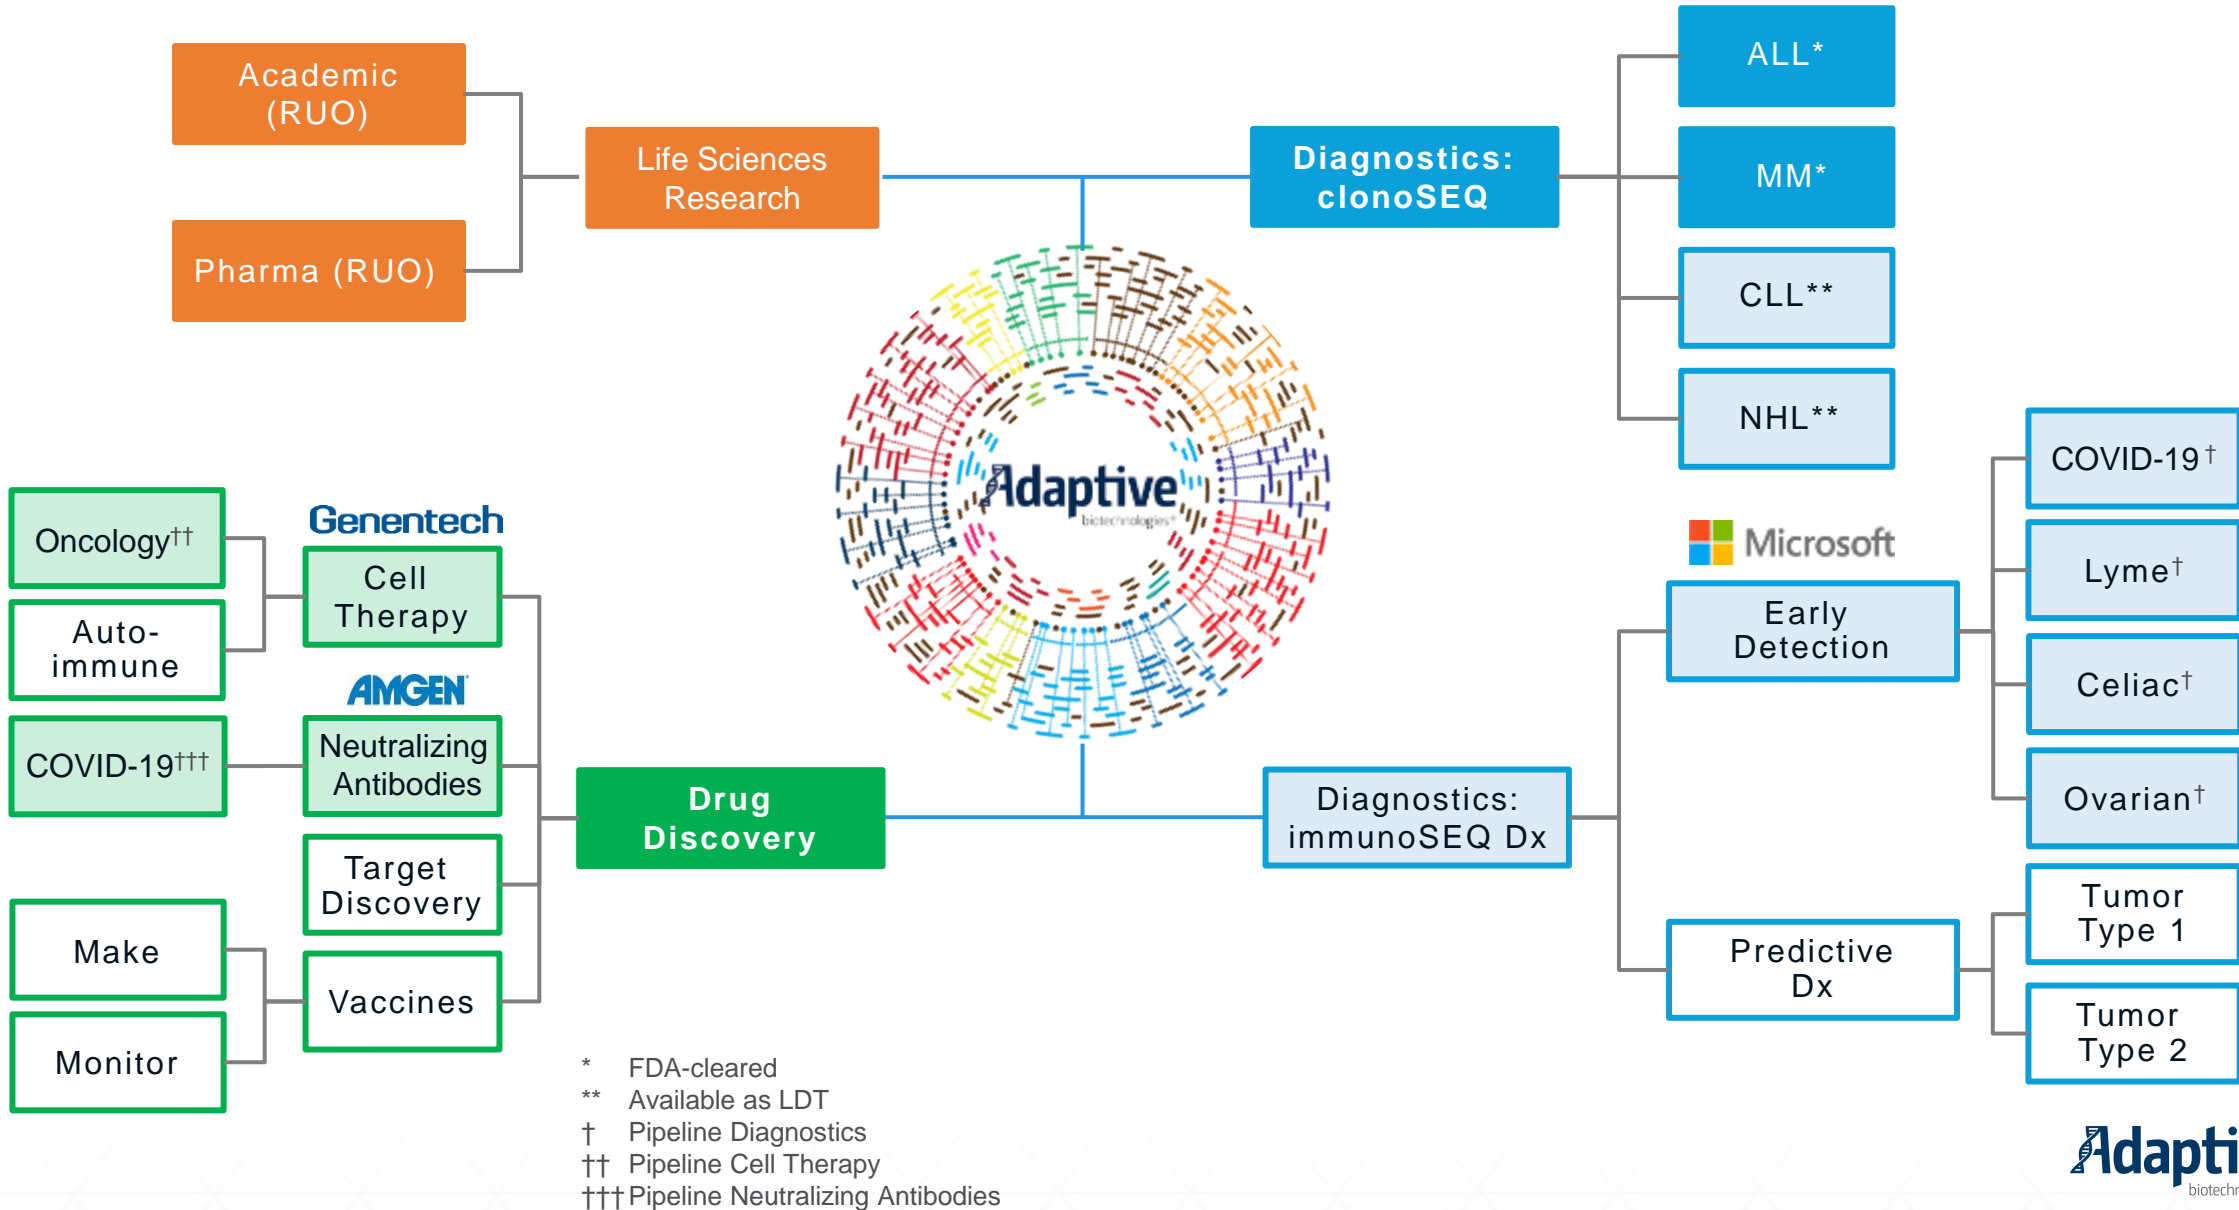 Academic
(RUO)
Pharma (RUO)
Life Sciences
Research
Diagnostics:
clonoSEQ
ALL*
MM*
CLL**
NHL**
Adaptive
biotechnologies®
Oncology††
Auto-
immune
COVID-19†††
Make
Monitor
Genentech
Cell
Therapy
AMGEN®
Neutralizing
Antibodies
Target
Discovery
Vaccines
Drug
Discovery
Diagnostics:
immunoSEQ Dx
Microsoft
Early
Detection
Predictive
Dx
COVID-19†
Lyme†
Celiac†
Ovarian†
Tumor
Type 1
Tumor
Type 2
* FDA-cleared
** Available as LDT
† Pipeline Diagnostics
†† Pipeline Cell Therapy
††† Pipeline Neutralizing Antibodies
Adapti
biotechn